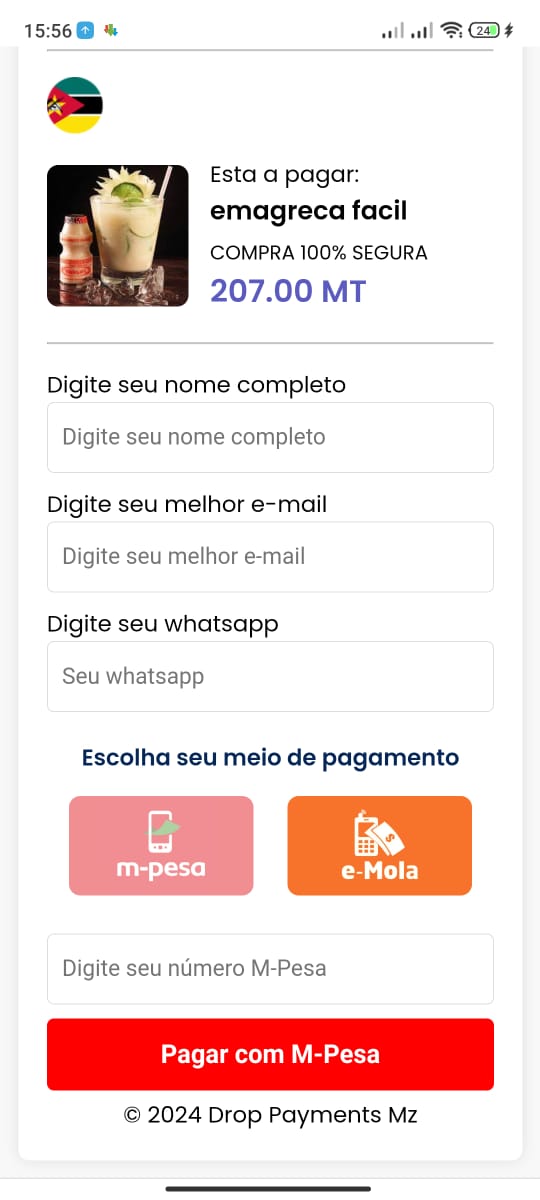 15:56
24
Esta a pagar:
emagreca facil
COMPRA 100% SEGURA
207.00 MT
Digite seu nome completo
Digite seu nome completo
Digite seu melhor e-mail
Digite seu melhor e-mail
Digite seu whatsapp
Seu whatsapp
Escolha seu meio de pagamento
m-pesa
e-Mola
Digite seu número M-Pesa
Pagar com M-Pesa
© 2024 Drop Payments Mz